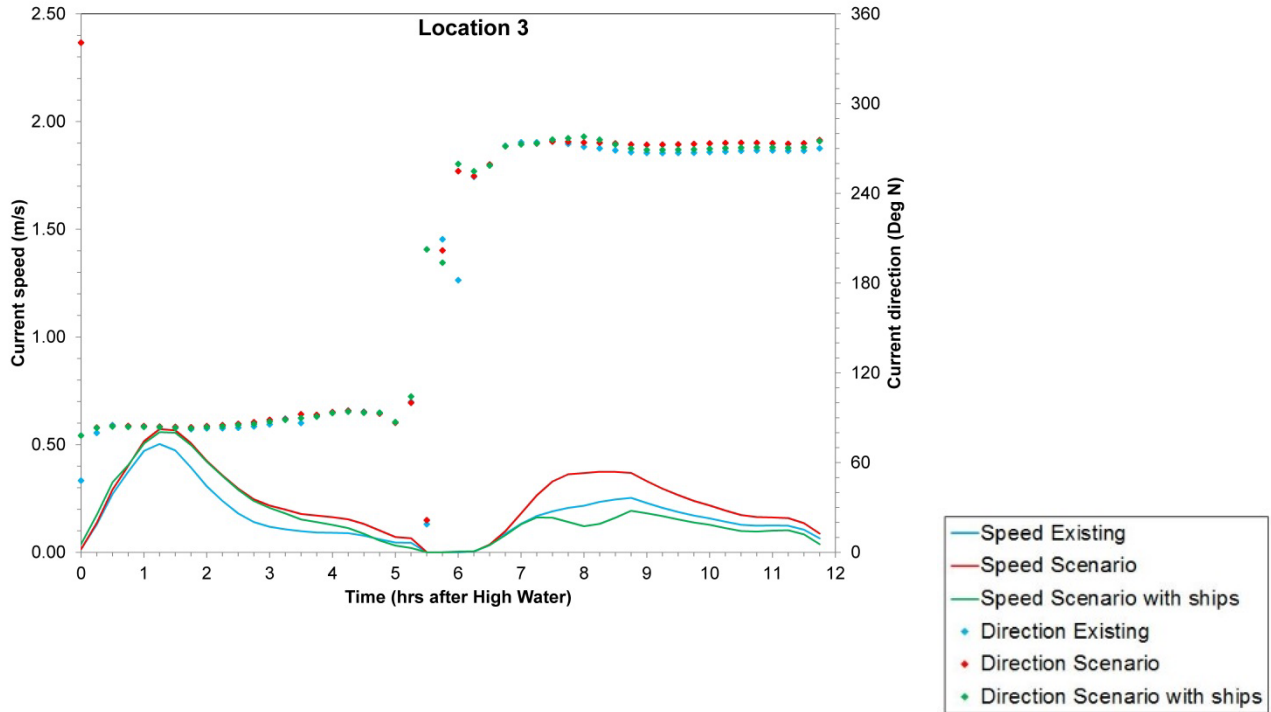 Location 3
Current speed (m/s)
2.50
2.00
1.50
1.00
0.50
0.00
360
300
240
180
120
60
0
Current direction (Deg N)
0 1 2 3 4 5 6 7 8 9 10 11 12
Time (hrs after High Water)
Speed Existing
Speed Scenario
Speed Scenario with ships
Direction Existing
Direction Scenario
Direction Scenario with ships